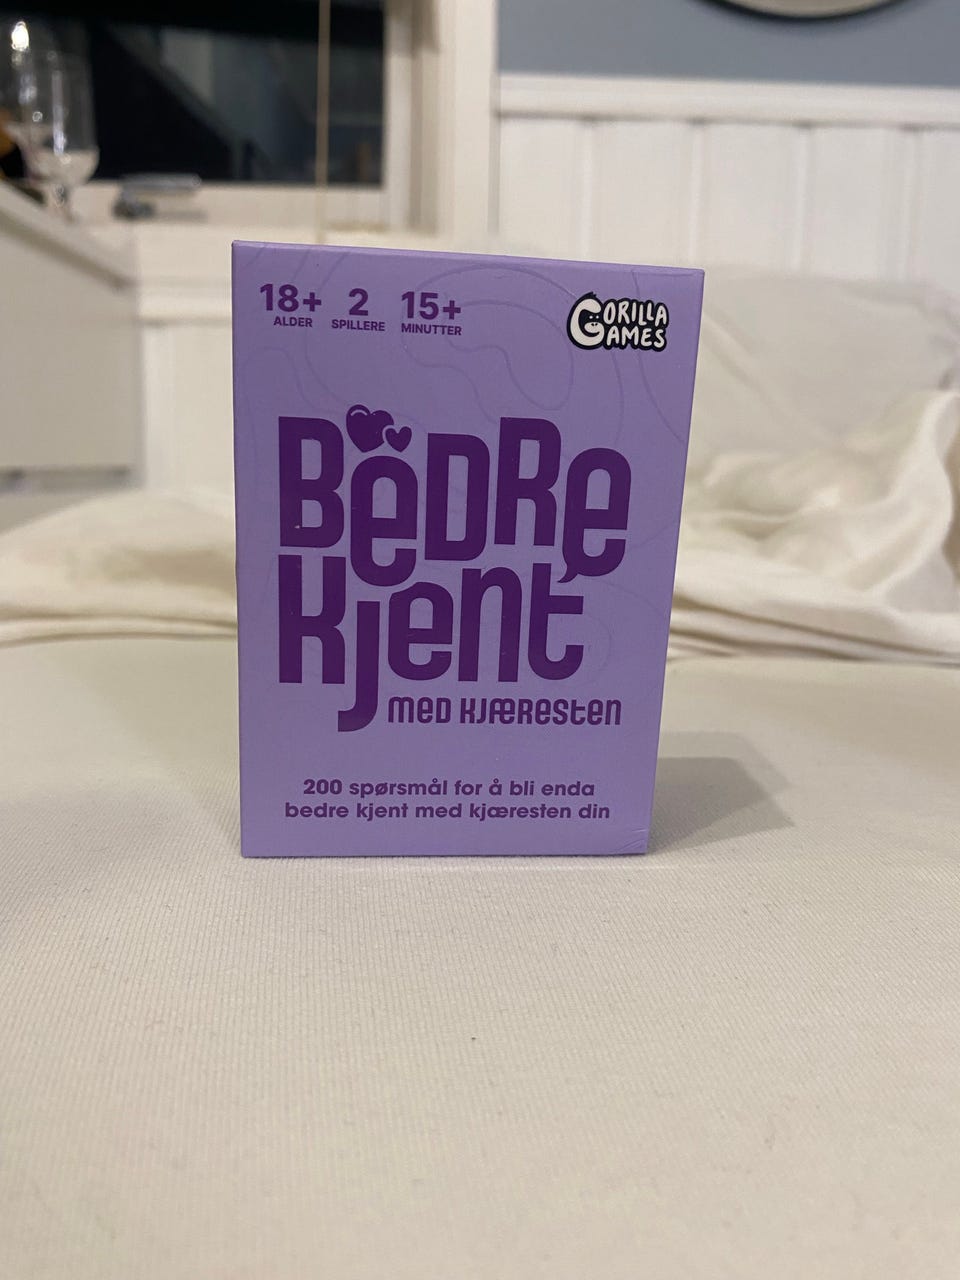 18+ 2 15+
ALDER SPILLERE MINUTTER
GORILLA
GAMES
BEDRE
kjent
MED KJÆRESTEN
200 spørsmål for å bli enda
bedre kjent med kjæresten din